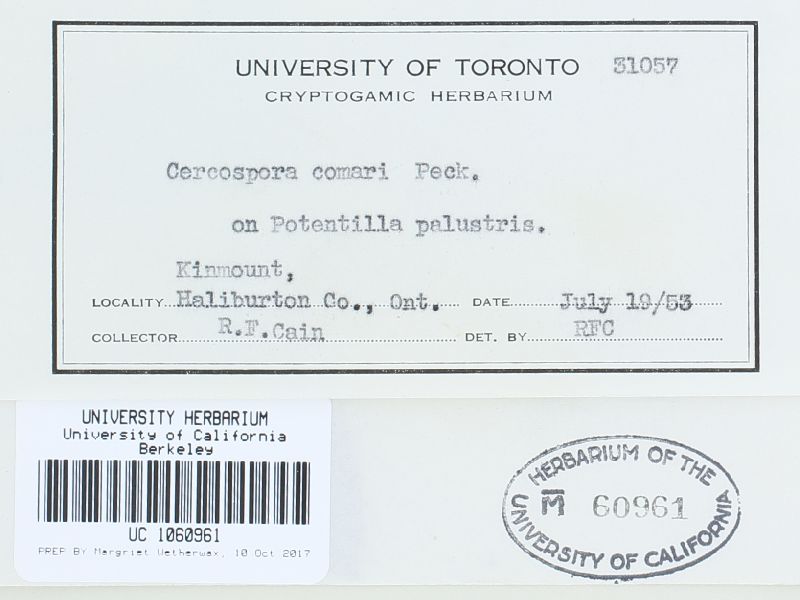 UNIVERSITY OF TORONTO 31057
CRYPTOGAMIC HERBARIUM
Cercospora comari Peck.
on Potentilla palustris.
Kinmount,
LOCALITY Haliburton Co., Ont. DATE July 19/53
COLLECTOR R.F.Cain DET. BY RFC
UNIVERSITY HERBARIUM
University of California
Berkeley
UC 1060961
PREP BY Margriet Wetherwax, 10 Oct 2017
HERBARIUM OF THE
M 60961
UNIVERSITY OF CALIFORNIA